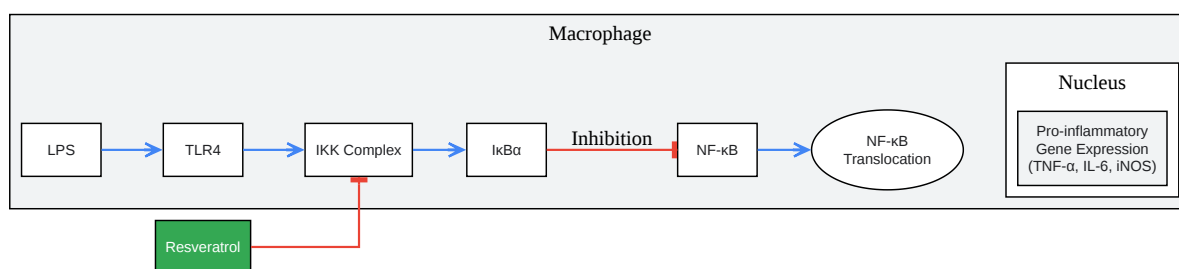 Macrophage
Nucleus
LPS
TLR4
IKK Complex
IκBα
Inhibition
NF-κB
NF-κB
Translocation
Pro-inflammatory
Gene Expression
(TNF-α, IL-6, iNOS)
Resveratrol